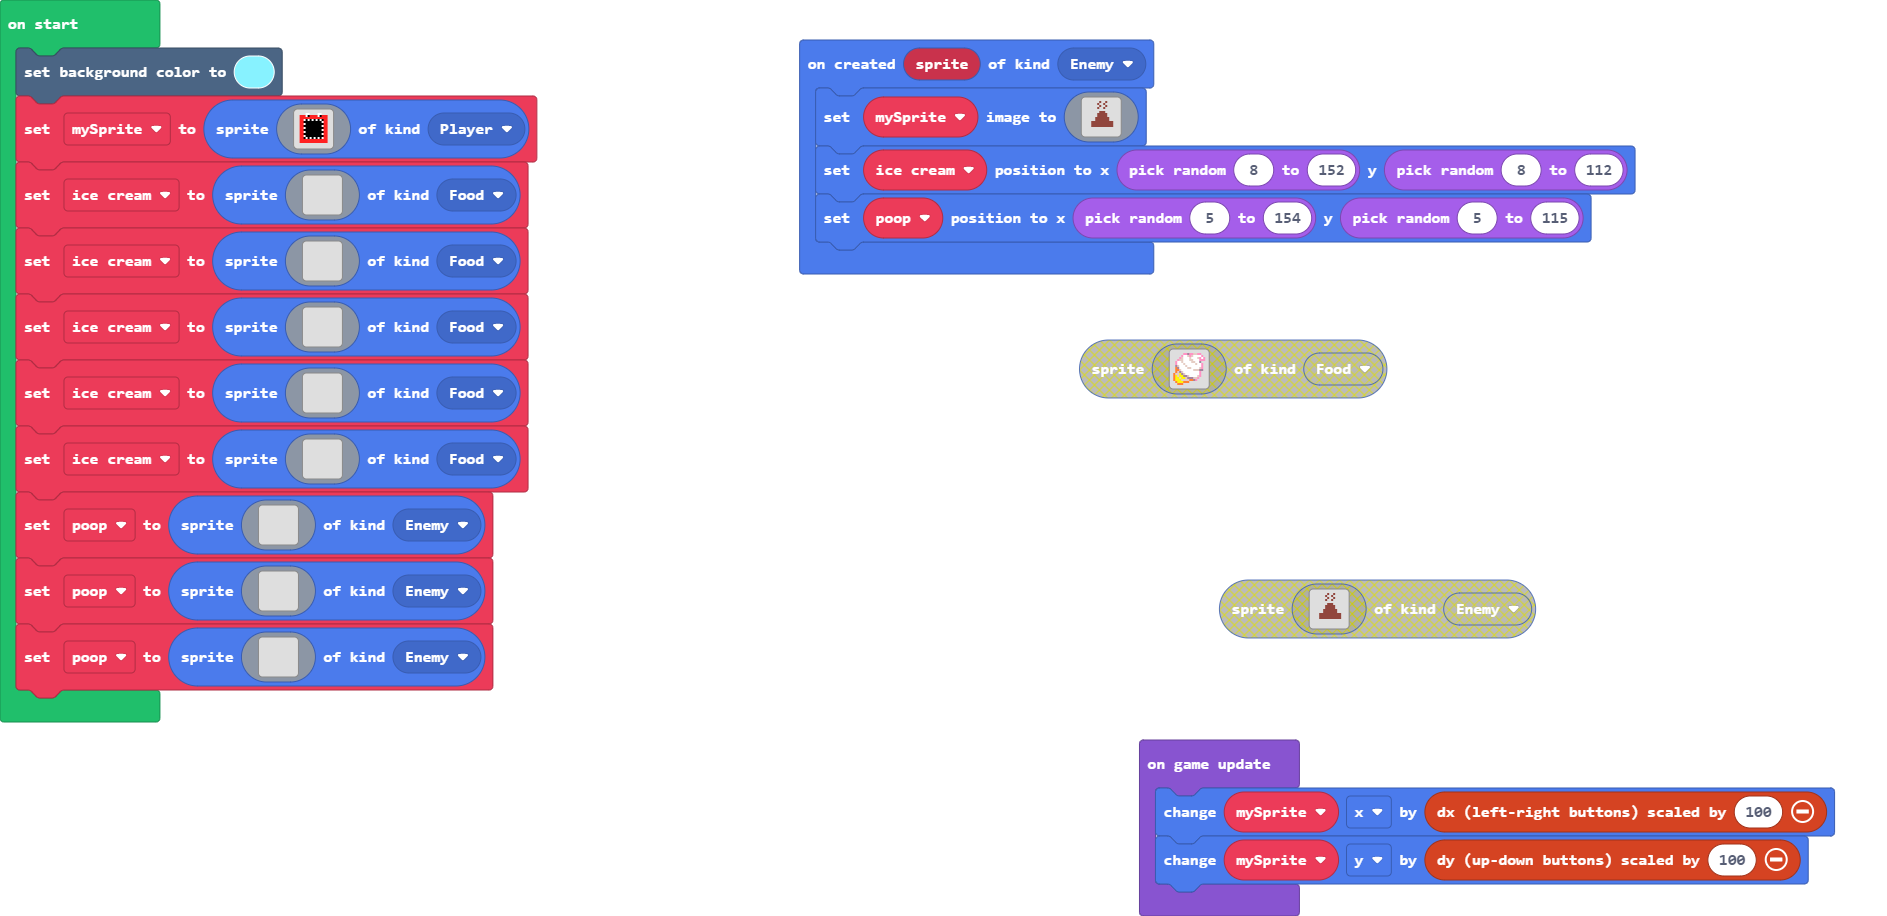 on start
set background color to
set mySprite to sprite of kind Player
set ice cream to sprite of kind Food
set ice cream to sprite of kind Food
set ice cream to sprite of kind Food
set ice cream to sprite of kind Food
set ice cream to sprite of kind Food
set poop to sprite of kind Enemy
set poop to sprite of kind Enemy
set poop to sprite of kind Enemy
on created sprite of kind Enemy
set mySprite image to
set ice cream position to x pick random 8 to 152 y pick random 8 to 112
set poop position to x pick random 5 to 154 y pick random 5 to 115
sprite of kind Food
sprite of kind Enemy
on game update
change mySprite x by dx (left-right buttons) scaled by 100
change mySprite y by dy (up-down buttons) scaled by 100